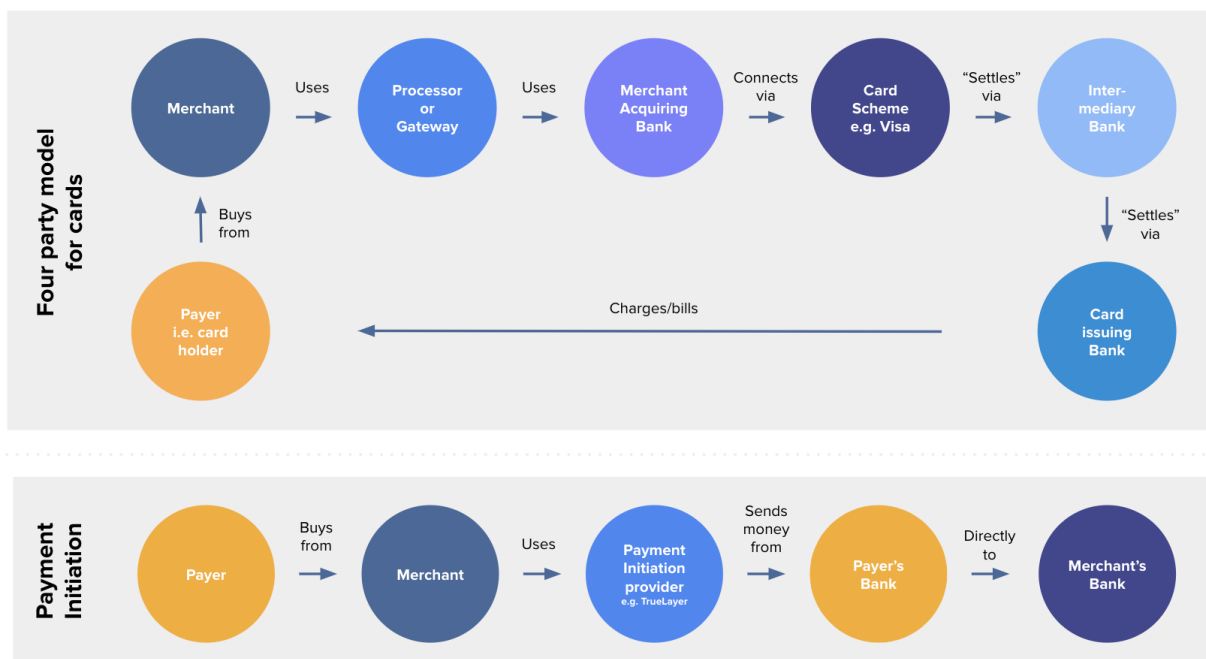 Four party model
for cards
Merchant
Uses
Processor
or
Gateway
Uses
Merchant
Acquiring
Bank
Connects
via
Card
Scheme
e.g. Visa
“Settles”
via
Inter-
mediary
Bank
“Settles”
via
Card
issuing
Bank
Charges/bills
Payer
i.e. card
holder
Buys
from
Payment
Initiation
Payer
Buys
from
Merchant
Uses
Payment
Initiation
provider
e.g. TrueLayer
Sends
money
from
Payer’s
Bank
Directly
to
Merchant’s
Bank